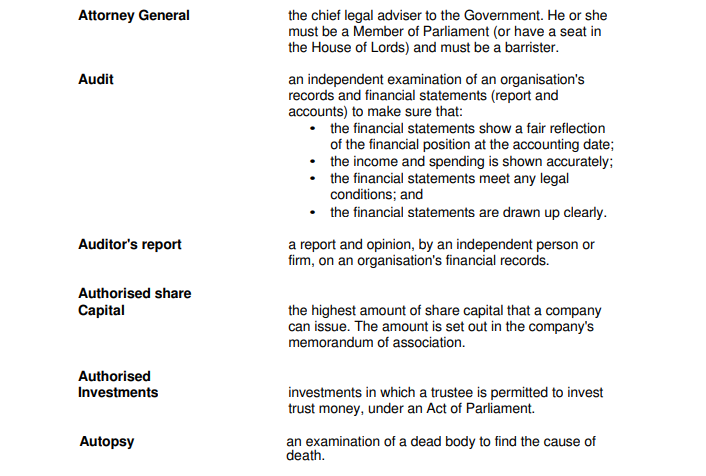 Attorney General the chief legal adviser to the Government. He or she
must be a Member of Parliament (or have a seat in
the House of Lords) and must be a barrister.
Audit an independent examination of an organisation's
records and financial statements (report and
accounts) to make sure that:
• the financial statements show a fair reflection
of the financial position at the accounting date;
• the income and spending is shown accurately;
• the financial statements meet any legal
conditions; and
• the financial statements are drawn up clearly.
Auditor's report a report and opinion, by an independent person or
firm, on an organisation's financial records.
Authorised share
Capital the highest amount of share capital that a company
can issue. The amount is set out in the company's
memorandum of association.
Authorised
Investments investments in which a trustee is permitted to invest
trust money, under an Act of Parliament.
Autopsy an examination of a dead body to find the cause of
death.